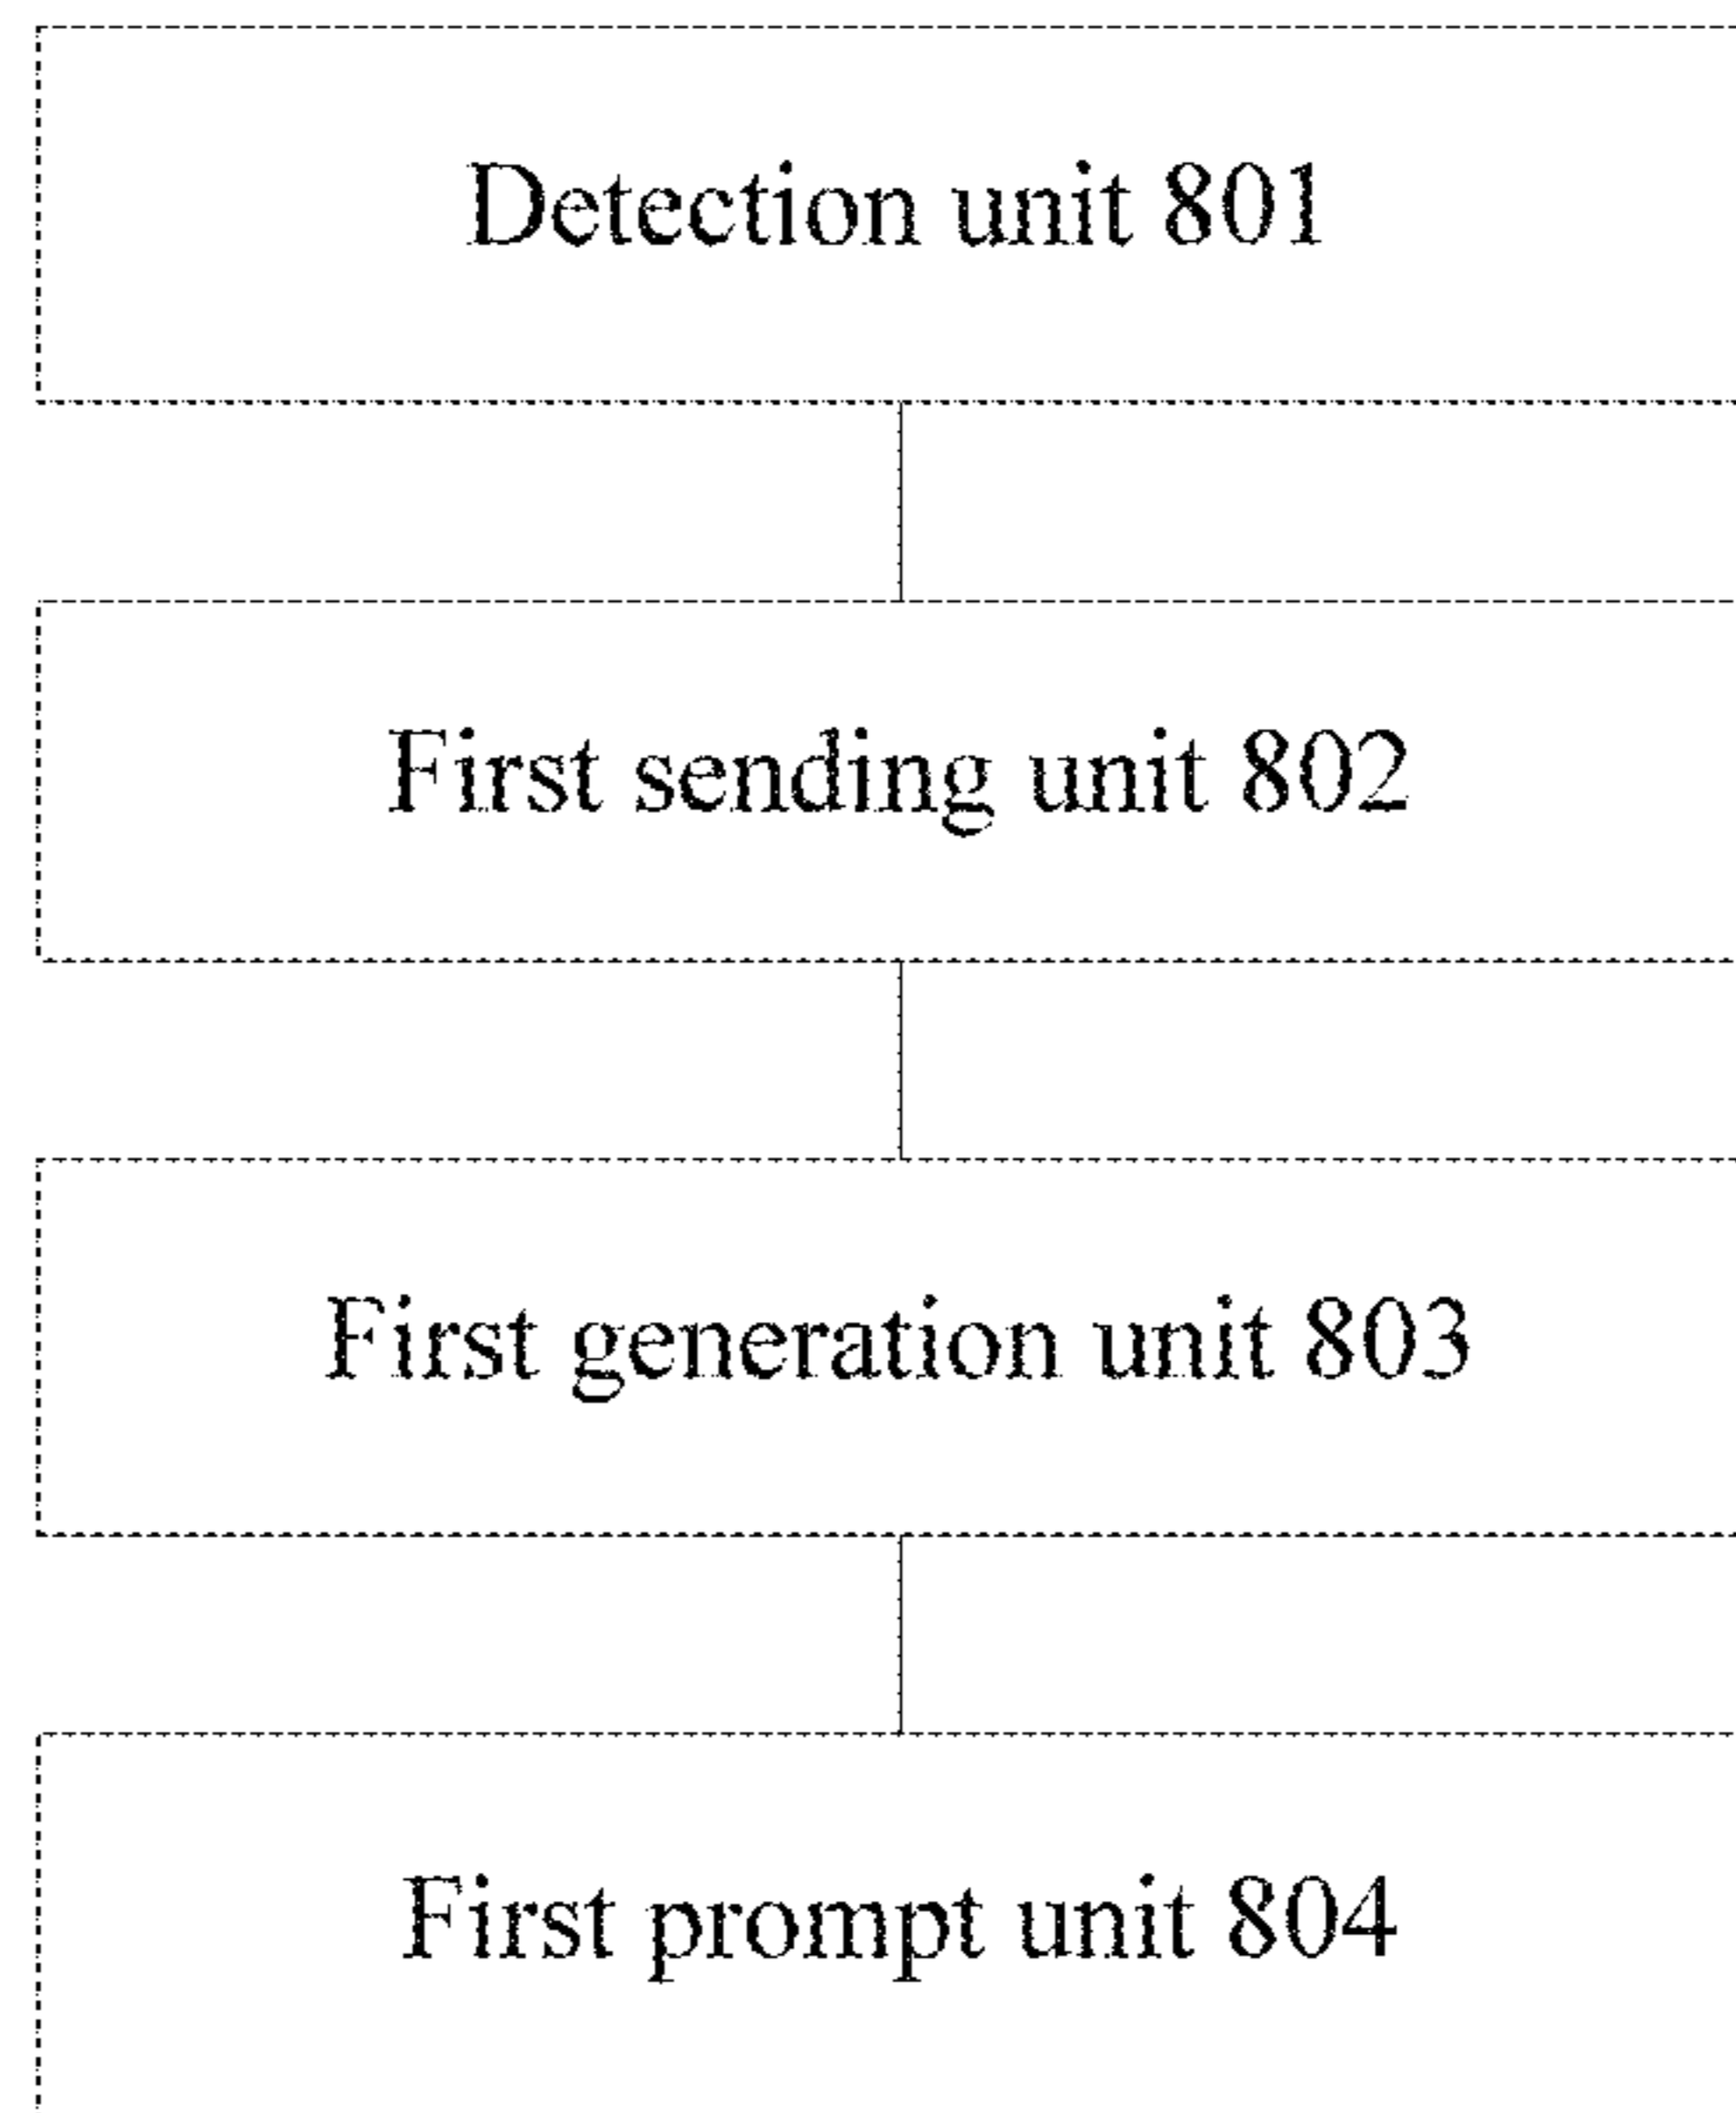 Detection unit 801
First sending unit 802
First generation unit 803
First prompt unit 804